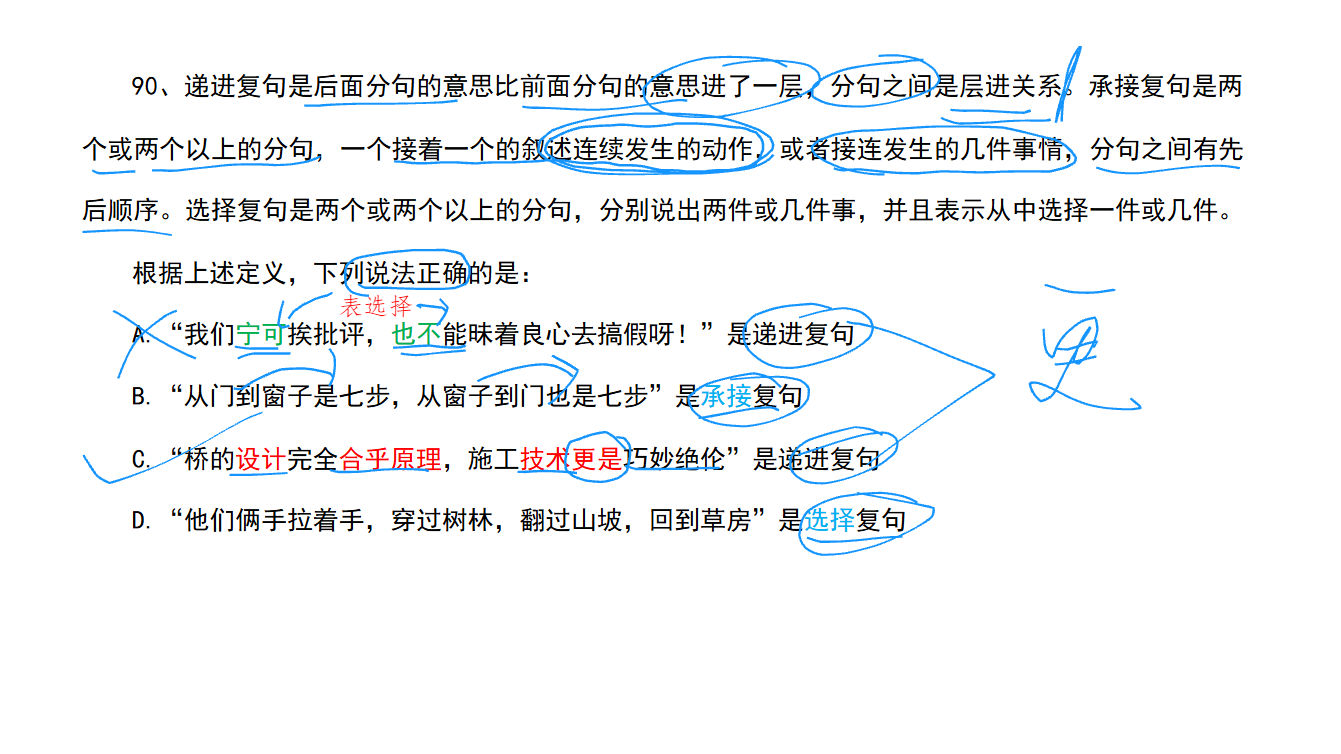 90、递进复句是后面分句的意思比前面分句的意思进了一层，分句之间是层进关系。承接复句是两
个或两个以上的分句，一个接着一个的叙述连续发生的动作，或者接连发生的几件事情，分句之间有先
后顺序。选择复句是两个或两个以上的分句，分别说出两件或几件事，并且表示从中选择一件或几件。
根据上述定义，下列说法正确的是：
表选择
A. “我们宁可挨批评，也不能昧着良心去搞假呀！”是递进复句
B. “从门到窗子是七步，从窗子到门也是七步”是承接复句
C. “桥的设计完全合乎原理，施工技术更是巧妙绝伦”是递进复句
D. “他们俩手拉着手，穿过树林，翻过山坡，回到草房”是选择复句